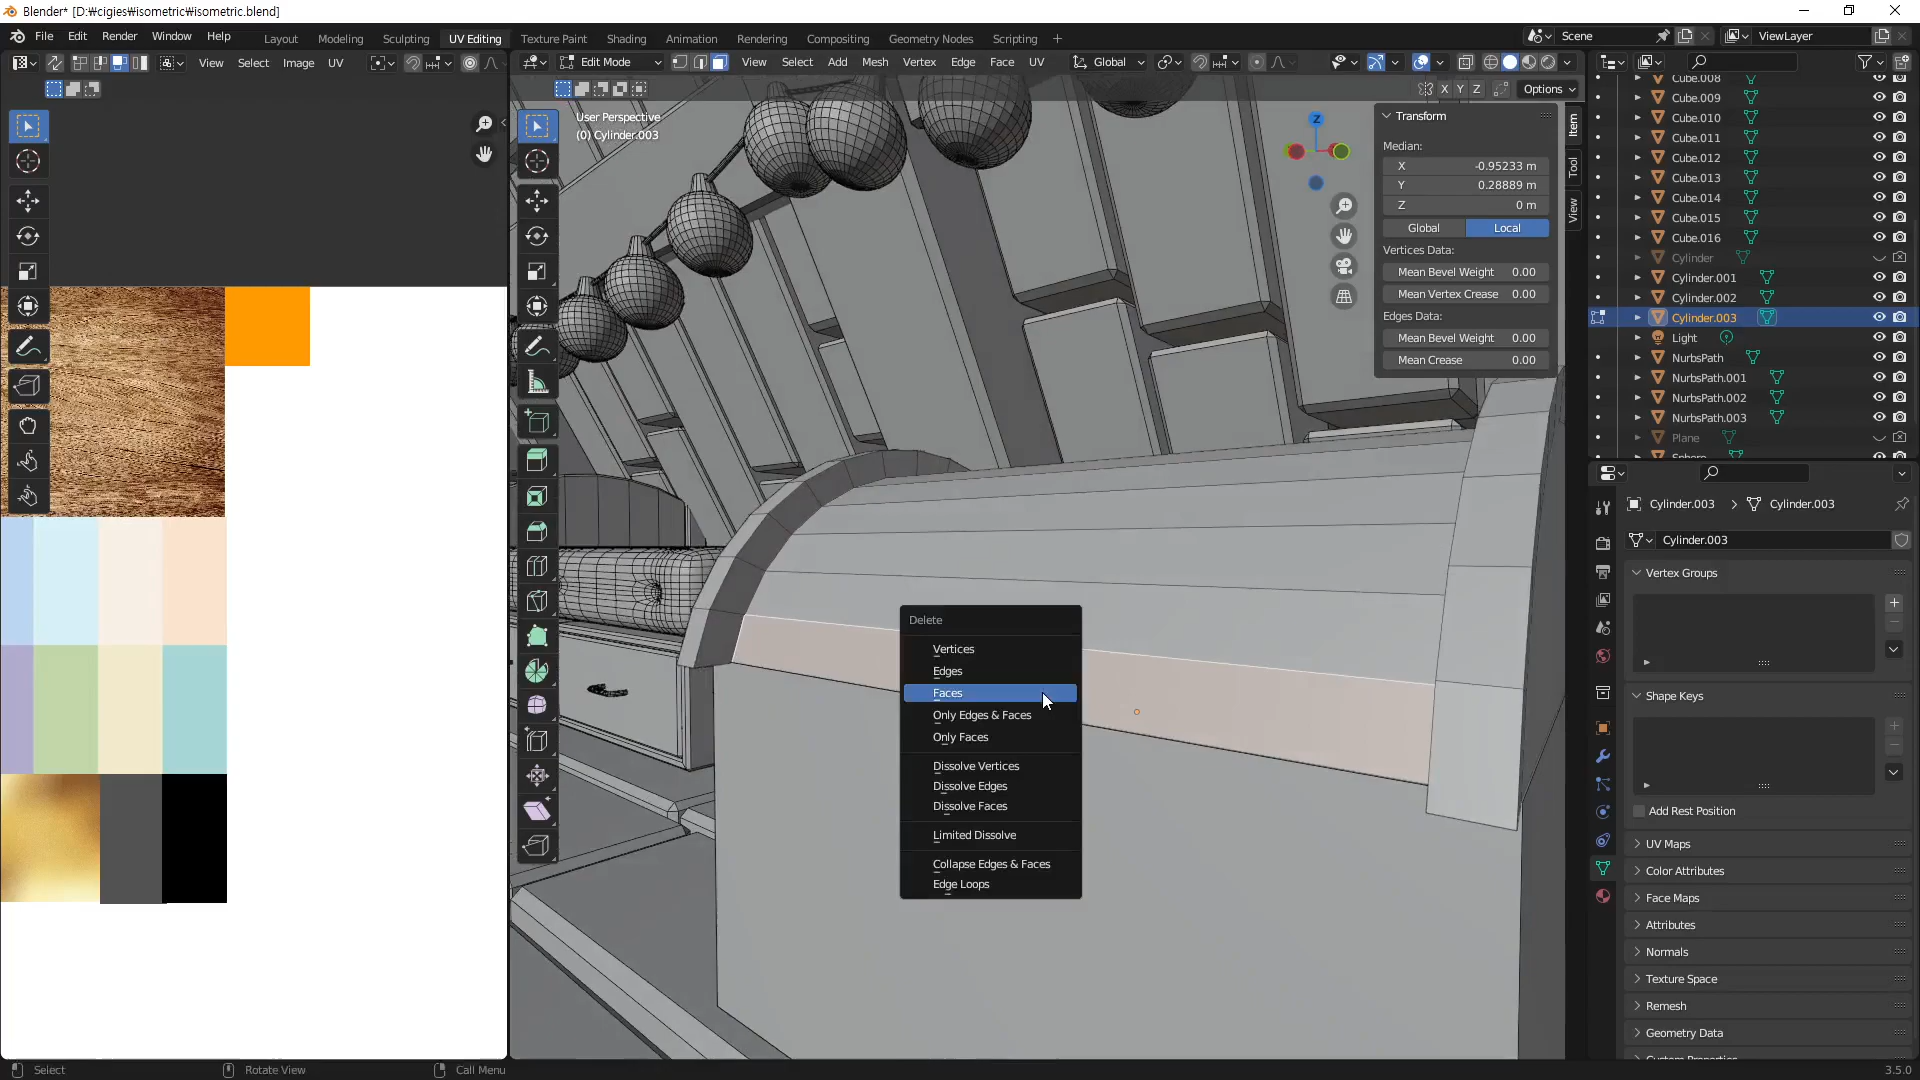 Blender* [D:₩cigies₩isometric₩isometric.blend]
File Edit Render Window Help Layout Modeling Sculpting UV Editing Texture Paint Shading Animation Rendering Compositing Geometry Nodes Scripting + Scene ViewLayer
View Select Image UV Edit Mode View Select Add Mesh Vertex Edge Face UV Global
X Y Z Options
User Perspective
(0) Cylinder.003
Z
Transform
Median:
X -0.95233 m
Y 0.28889 m
Z 0 m
Global Local
Vertices Data:
Mean Bevel Weight 0.00
Mean Vertex Crease 0.00
Edges Data:
Mean Bevel Weight 0.00
Mean Crease 0.00
Item
Tool
View
Delete
Vertices
Edges
Faces
Only Edges & Faces
Only Faces
Dissolve Vertices
Dissolve Edges
Dissolve Faces
Limited Dissolve
Collapse Edges & Faces
Edge Loops
Cube.008
Cube.009
Cube.010
Cube.011
Cube.012
Cube.013
Cube.014
Cube.015
Cube.016
Cylinder
Cylinder.001
Cylinder.002
Cylinder.003
Light
NurbsPath
NurbsPath.001
NurbsPath.002
NurbsPath.003
Plane
Sphere
Cylinder.003 Cylinder.003
Cylinder.003
Vertex Groups
Shape Keys
Add Rest Position
UV Maps
Color Attributes
Face Maps
Attributes
Normals
Texture Space
Remesh
Geometry Data
Custom Properties
Select Rotate View Call Menu 3.5.0